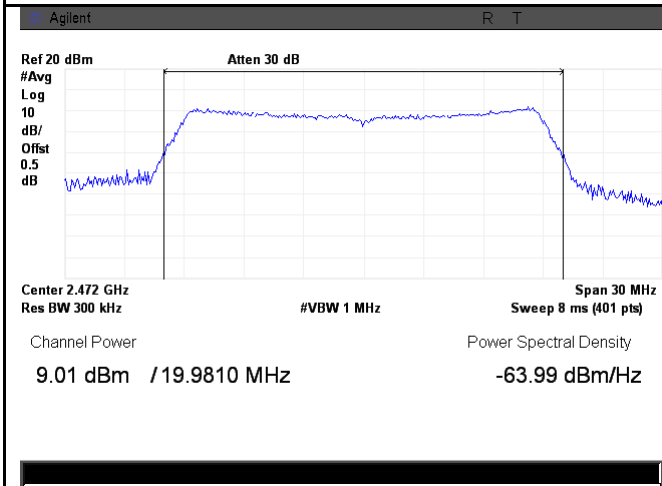 Agilent R T
Ref 20 dBm Atten 30 dB
#Avg
Log
10
dB/
Offst
0.5
dB
Center 2.472 GHz Span 30 MHz
Res BW 300 kHz #VBW 1 MHz Sweep 8 ms (401 pts)
Channel Power Power Spectral Density
9.01 dBm / 19.9810 MHz -63.99 dBm/Hz